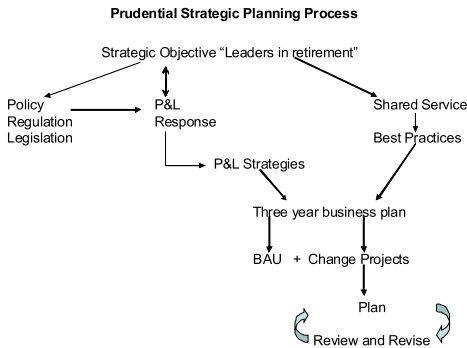 Prudential Strategic Planning Process
Strategic Objective “Leaders in retirement”
Policy
Regulation
Legislation
P&L
Response
Shared Service
Best Practices
P&L Strategies
Three year business plan
BAU + Change Projects
Plan
Review and Revise